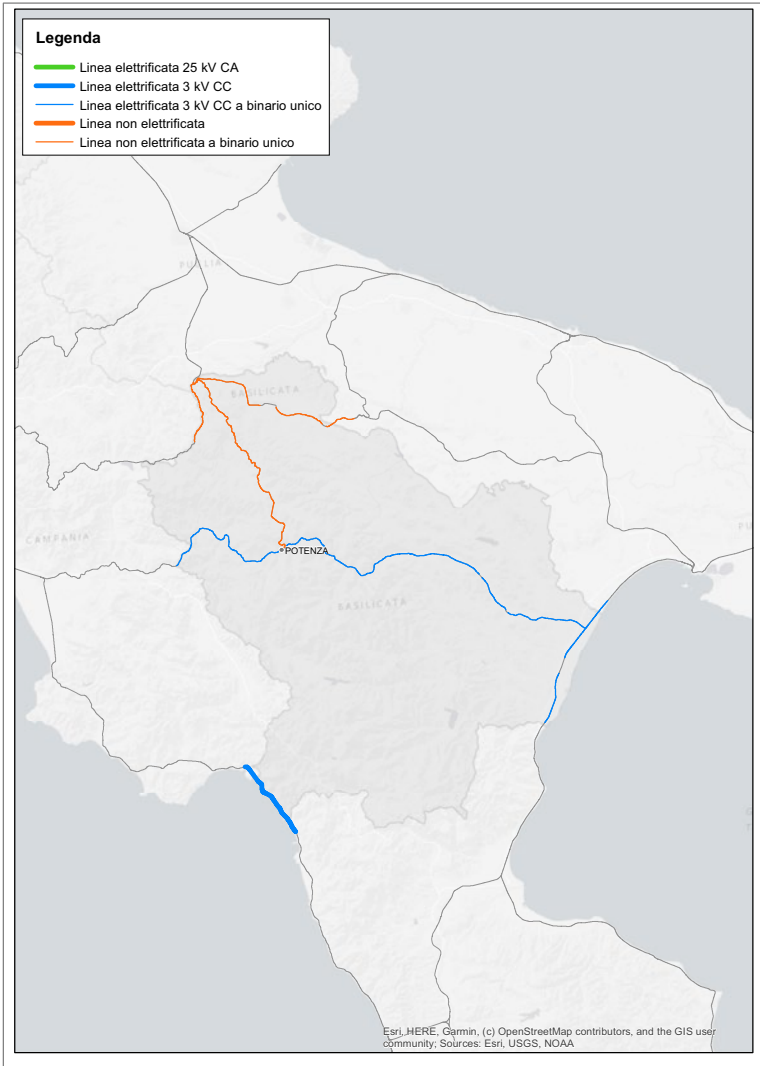 Legenda
Linea elettrificata 25 kV CA
Linea elettrificata 3 kV CC
Linea elettrificata 3 kV CC a binario unico
Linea non elettrificata
Linea non elettrificata a binario unico
PUGLIA
BASILICATA
CAMPANIA
POTENZA
PU
BASILICATA
Esri, HERE, Garmin, (c) OpenStreetMap contributors, and the GIS user
community; Sources: Esri, USGS, NOAA